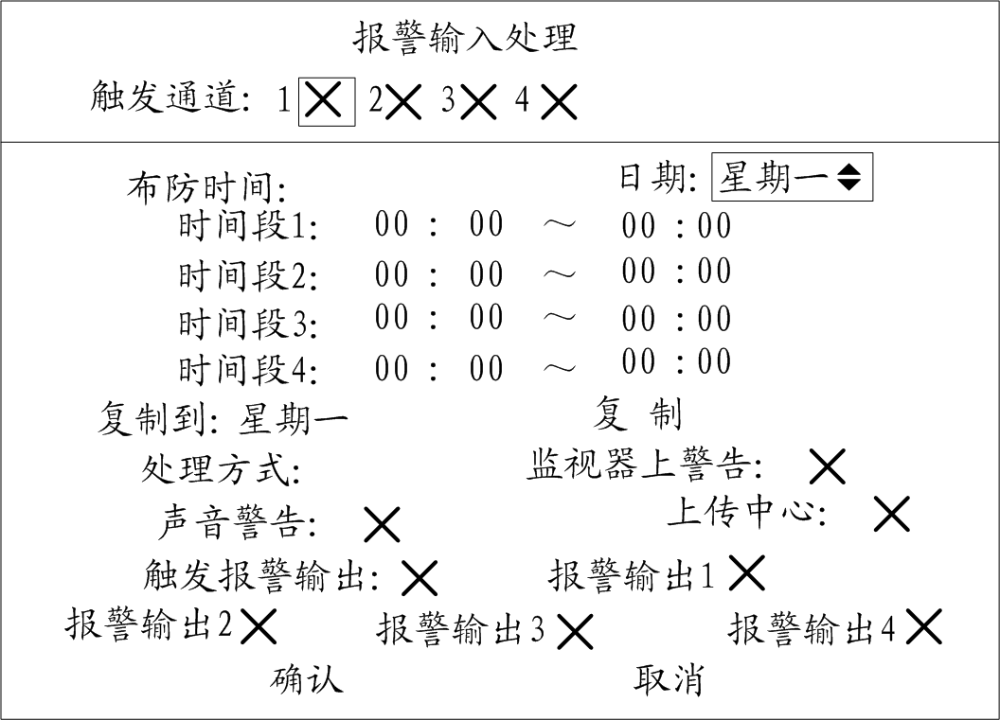 报警输入处理
触发通道: 1 × 2 × 3 × 4 ×
布防时间: 日期: 星期一
时间段1: 00 : 00 ~ 00 : 00
时间段2: 00 : 00 ~ 00 : 00
时间段3: 00 : 00 ~ 00 : 00
时间段4: 00 : 00 ~ 00 : 00
复制到: 星期一 复 制
处理方式: 监视器上警告: ×
声音警告: × 上传中心: ×
触发报警输出: × 报警输出1 ×
报警输出2 × 报警输出3 × 报警输出4 ×
确认 取消